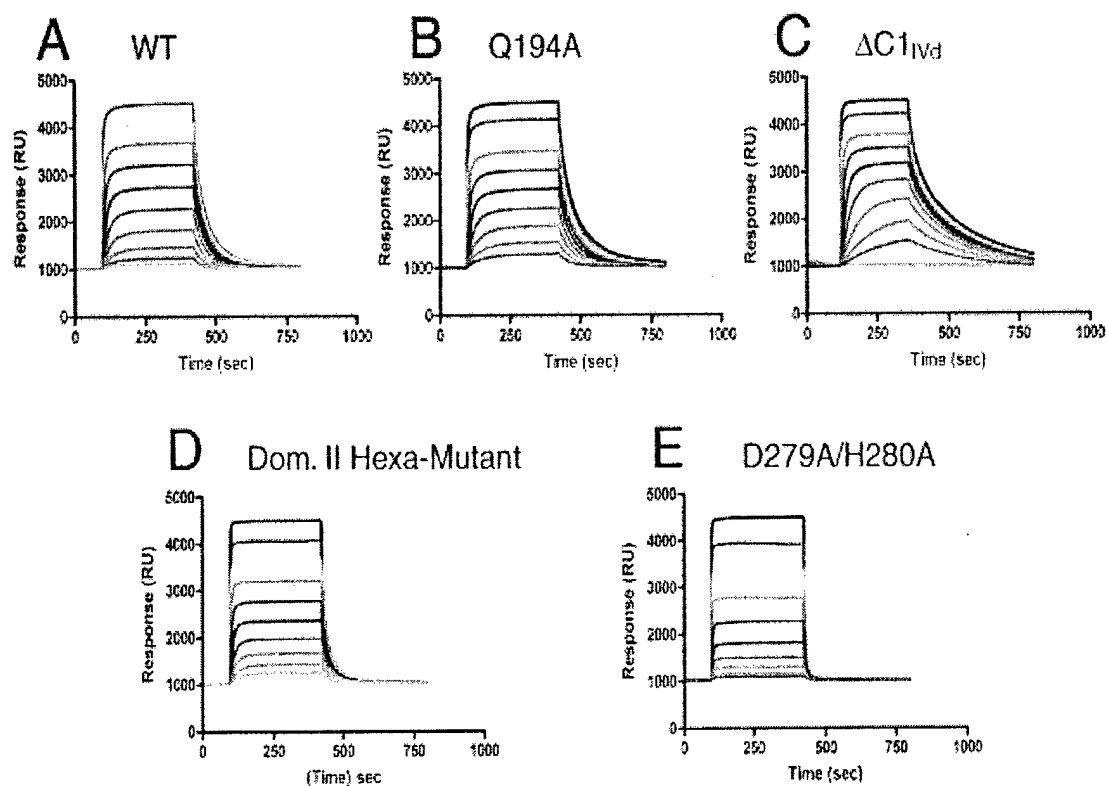 A WT
5000
4000
3000
2000
1000
0
Response (RU)
0 250 500 750 1000
Time (sec)
B Q194A
5000
4000
3000
2000
1000
0
Response (RU)
0 250 500 750 1000
Time (sec)
C ΔC1IVd
5000
4000
3000
2000
1000
0
Response (RU)
0 250 500 750 1000
Time (sec)
D Dom. II Hexa-Mutant
5000
4000
3000
2000
1000
0
Response (RU)
0 250 500 750 1000
(Time) sec
E D279A/H280A
5000
4000
3000
2000
1000
0
Response (RU)
0 250 500 750 1000
Time (sec)